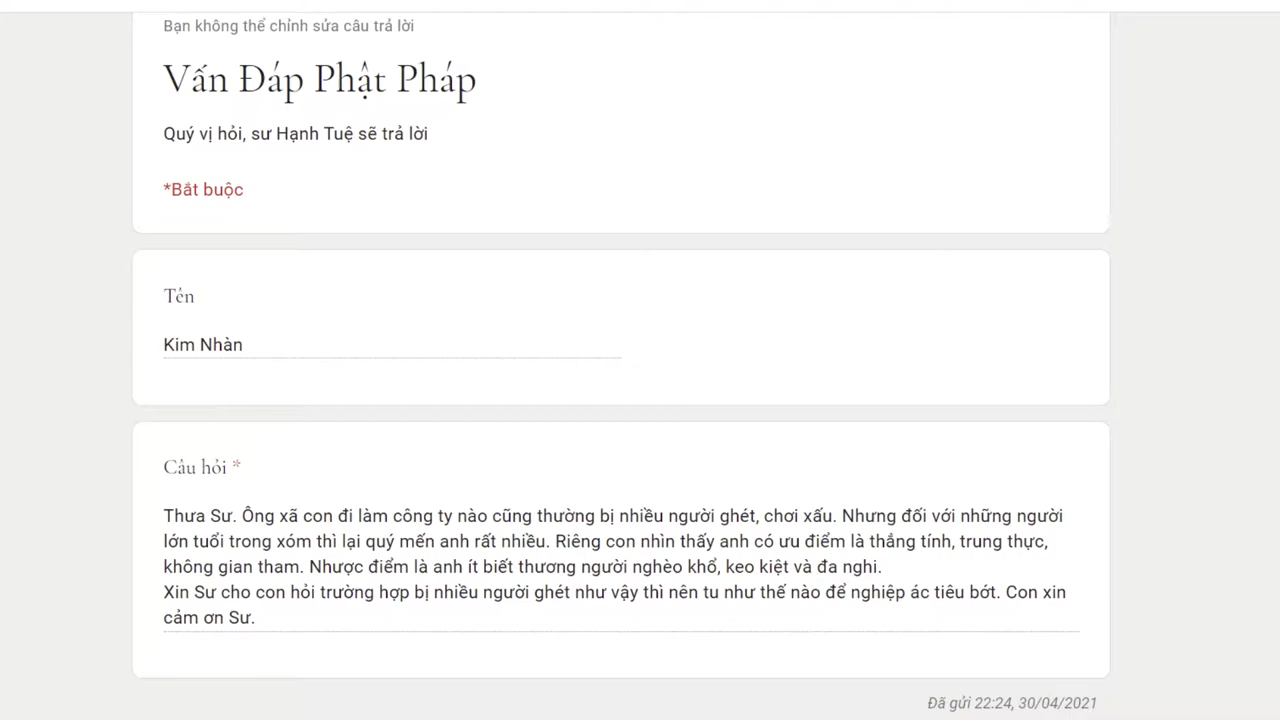 Bạn không thể chỉnh sửa câu trả lời
Vấn Đáp Phật Pháp
Quý vị hỏi, sư Hạnh Tuệ sẽ trả lời
*Bắt buộc
Tên
Kim Nhàn
Câu hỏi *
Thưa Sư. Ông xã con đi làm công ty nào cũng thường bị nhiều người ghét, chơi xấu. Nhưng đối với những người
lớn tuổi trong xóm thì lại quý mến anh rất nhiều. Riêng con nhìn thấy anh có ưu điểm là thẳng tính, trung thực,
không gian tham. Nhược điểm là anh ít biết thương người nghèo khổ, keo kiệt và đa nghi.
Xin Sư cho con hỏi trường hợp bị nhiều người ghét như vậy thì nên tu như thế nào để nghiệp ác tiêu bớt. Con xin
cảm ơn Sư.
Đã gửi 22:24, 30/04/2021